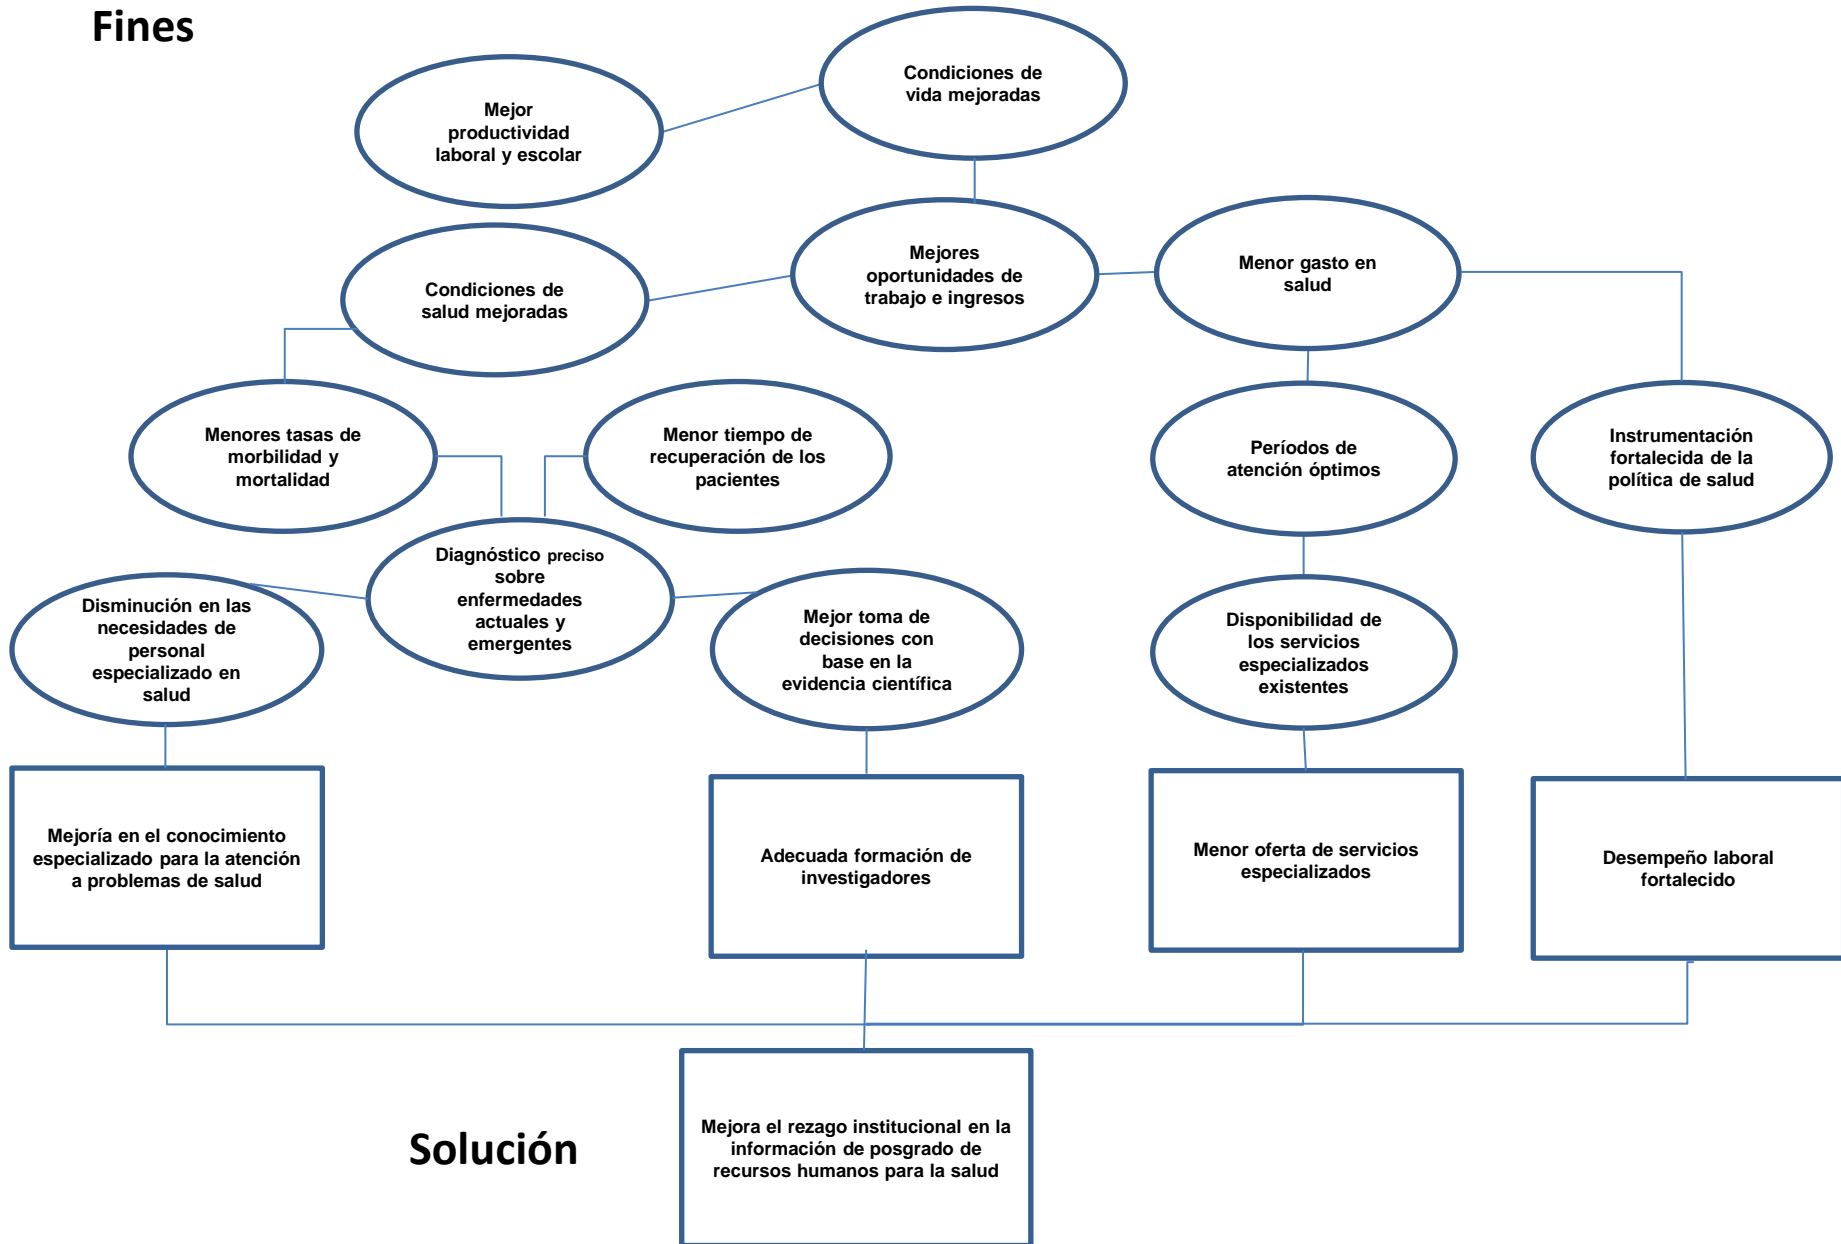 Fines
Condiciones de
vida mejoradas
Mejor
productividad
laboral y escolar
Condiciones de
salud mejoradas
Mejores
oportunidades de
trabajo e ingresos
Menor gasto en
salud
Menores tasas de
morbilidad y
mortalidad
Menor tiempo de
recuperación de los
pacientes
Períodos de
atención óptimos
Instrumentación
fortalecida de la
política de salud
Disminución en las
necesidades de
personal
especializado en
salud
Diagnóstico preciso
sobre
enfermedades
actuales y
emergentes
Mejor toma de
decisiones con
base en la
evidencia científica
Disponibilidad de
los servicios
especializados
existentes
Mejoría en el conocimiento
especializado para la atención
a problemas de salud
Adecuada formación de
investigadores
Menor oferta de servicios
especializados
Desempeño laboral
fortalecido
Solución
Mejora el rezago institucional en la
información de posgrado de
recursos humanos para la salud